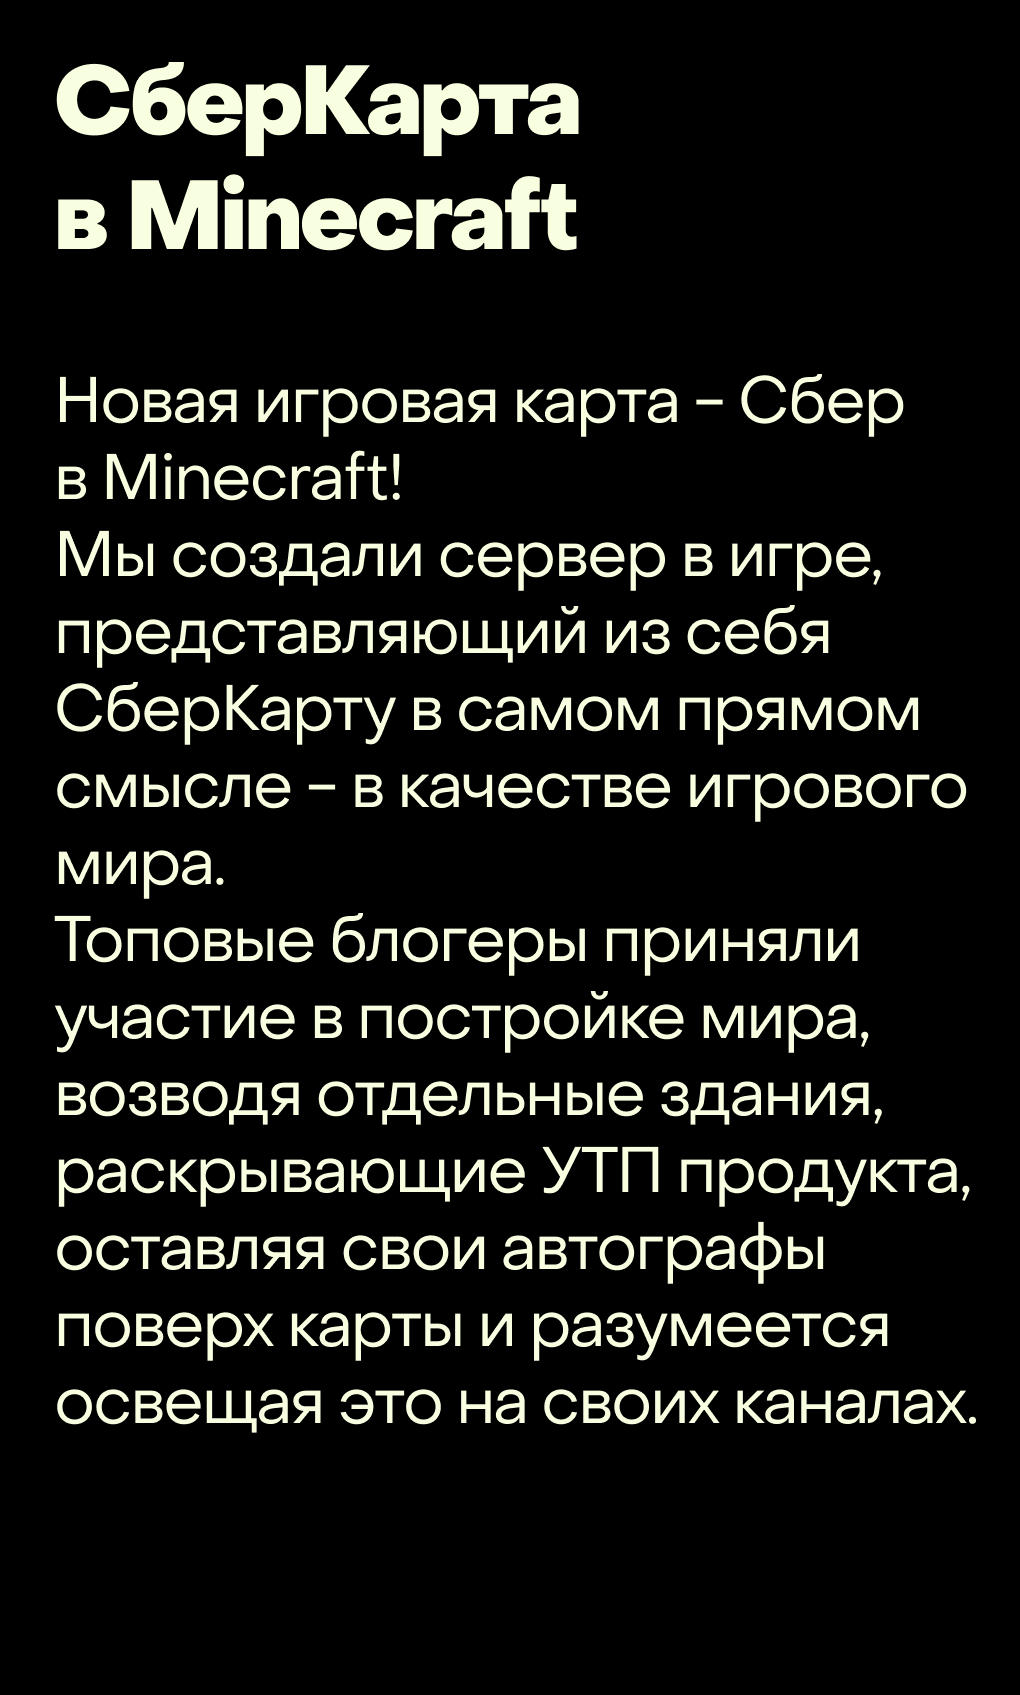 СберКарта
в Minecraft
Новая игровая карта – Сбер
в Minecraft!
Мы создали сервер в игре,
представляющий из себя
СберКарту в самом прямом
смысле – в качестве игрового
мира.
Топовые блогеры приняли
участие в постройке мира,
возводя отдельные здания,
раскрывающие УТП продукта,
оставляя свои автографы
поверх карты и разумеется
освещая это на своих каналах.